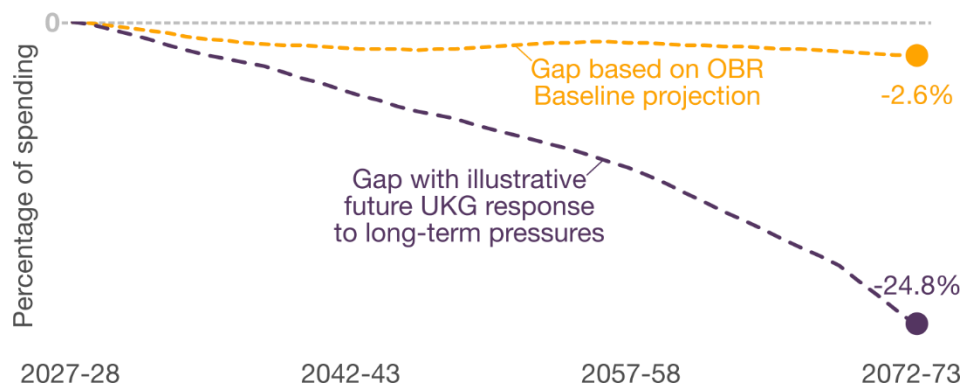 Percentage of spending
0
Gap based on OBR
Baseline projection
-2.6%
Gap with illustrative
future UKG response
to long-term pressures
-24.8%
2027-28
2042-43
2057-58
2072-73